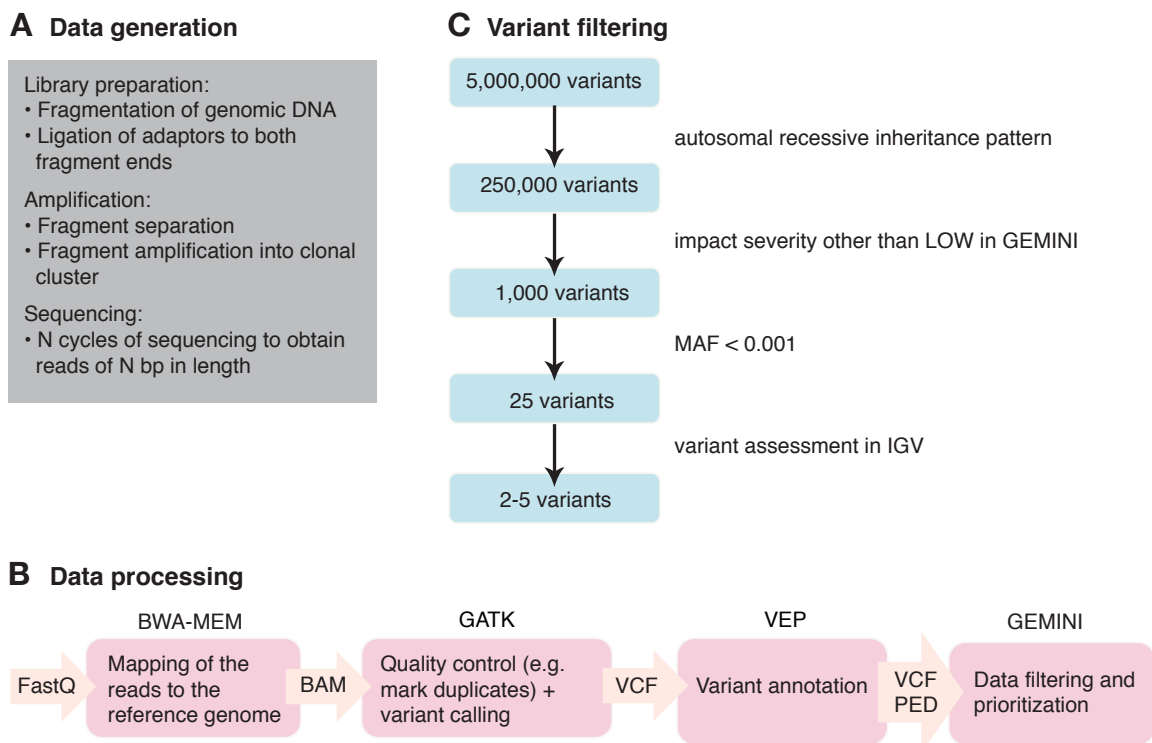 A Data generation
Library preparation:
• Fragmentation of genomic DNA
• Ligation of adaptors to both
fragment ends
Amplification:
• Fragment separation
• Fragment amplification into clonal
cluster
Sequencing:
• N cycles of sequencing to obtain
reads of N bp in length
C Variant filtering
5,000,000 variants
autosomal recessive inheritance pattern
250,000 variants
impact severity other than LOW in GEMINI
1,000 variants
MAF < 0.001
25 variants
variant assessment in IGV
2-5 variants
B Data processing
FastQ
BWA-MEM
Mapping of the
reads to the
reference genome
BAM
GATK
Quality control (e.g.
mark duplicates) +
variant calling
VCF
VEP
Variant annotation
VCF
PED
GEMINI
Data filtering and
prioritization